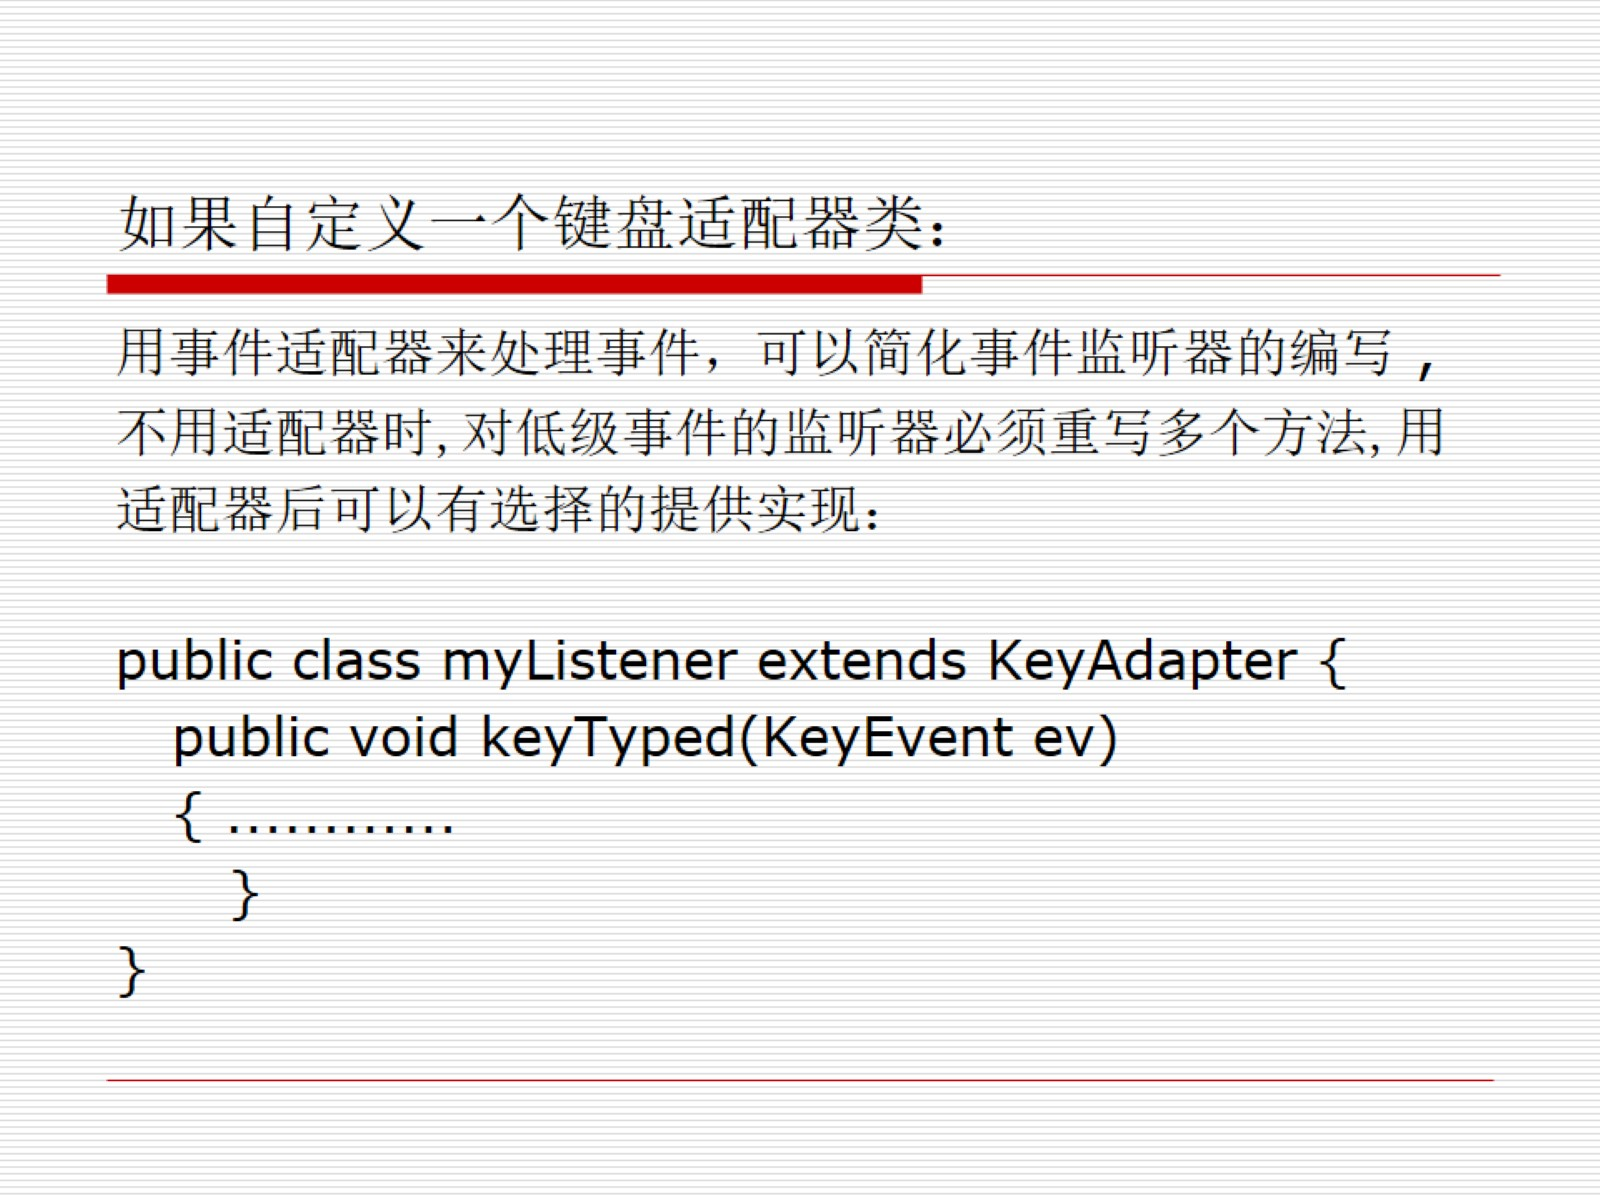 如果自定义一个键盘适配器类：
用事件适配器来处理事件，可以简化事件监听器的编写 ，
不用适配器时,对低级事件的监听器必须重写多个方法,用
适配器后可以有选择的提供实现：
public class myListener extends KeyAdapter {
public void keyTyped(KeyEvent ev)
{ …………
}
}